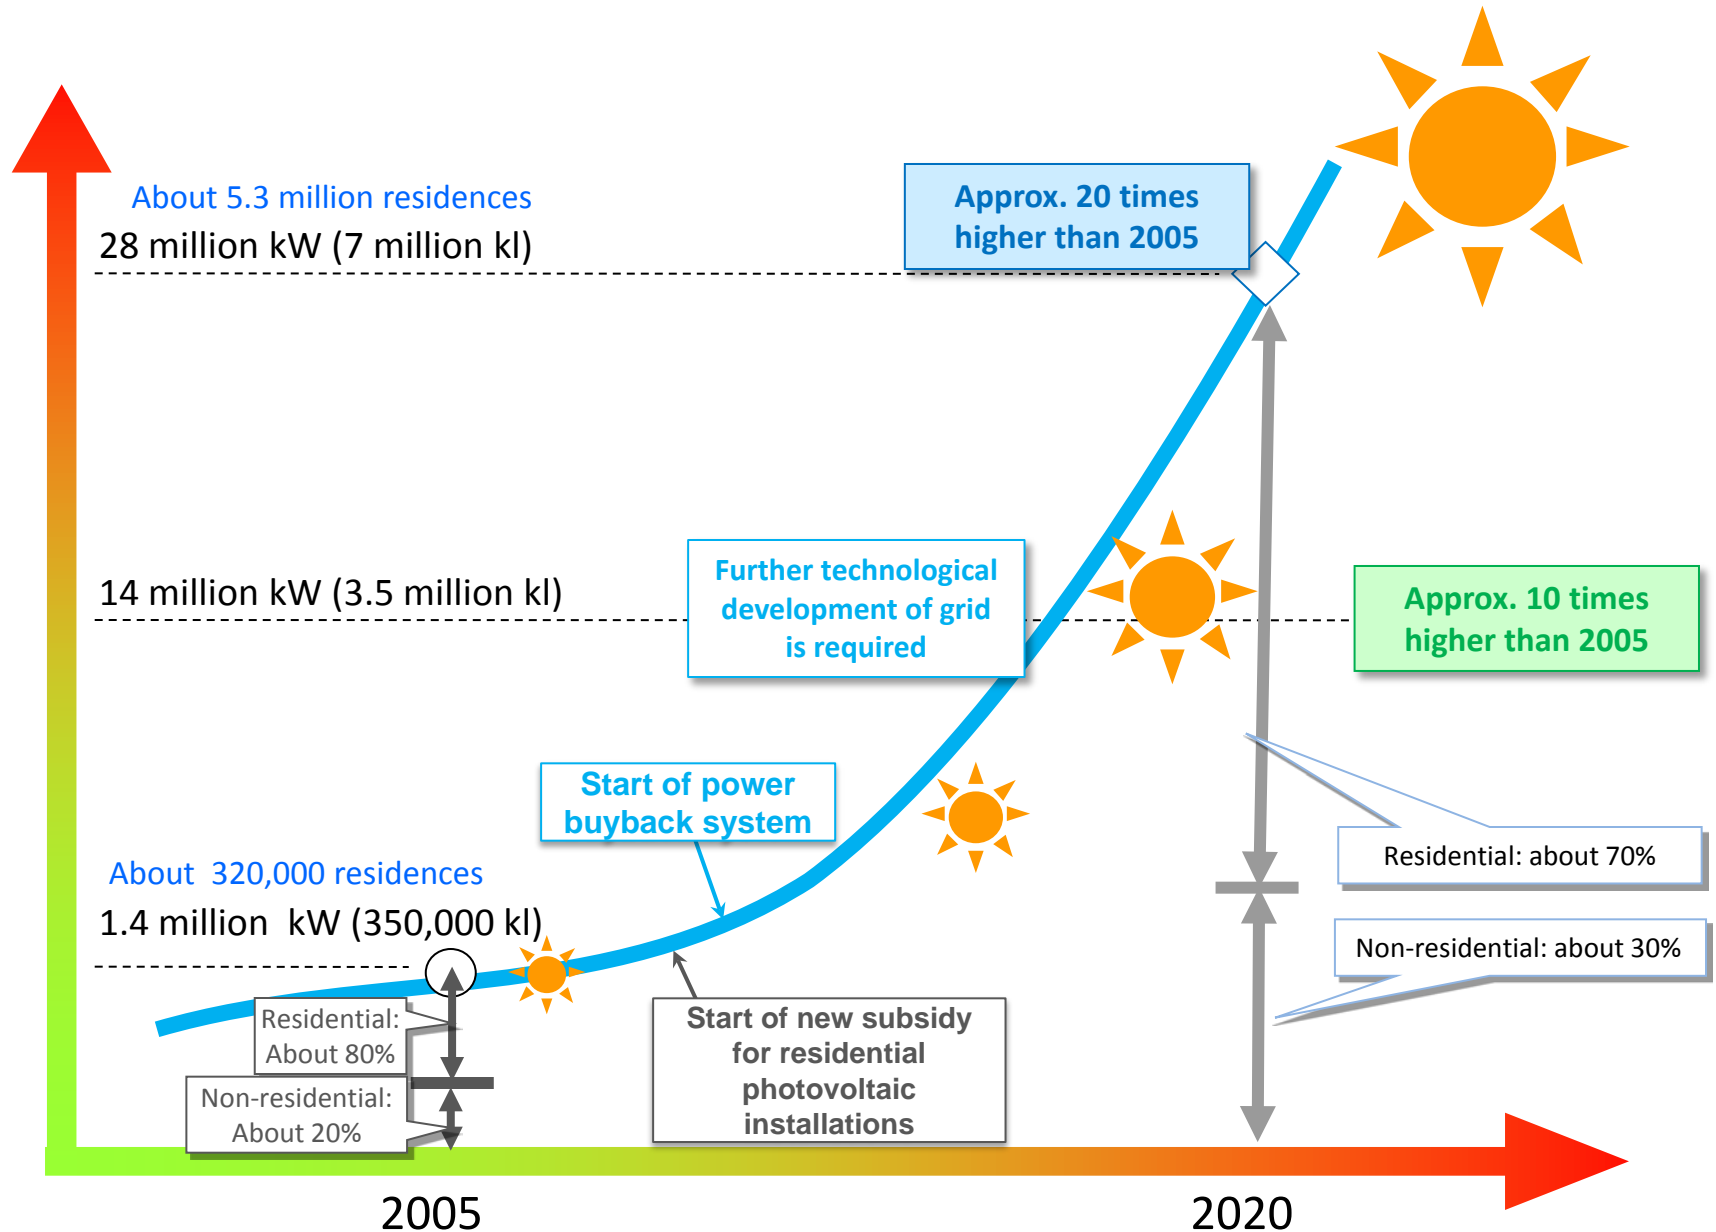 About 5.3 million residences
28 million kW (7 million kl)
Approx. 20 times
higher than 2005
14 million kW (3.5 million kl)
Further technological
development of grid
is required
Approx. 10 times
higher than 2005
Start of power
buyback system
Residential: about 70%
About 320,000 residences
1.4 million kW (350,000 kl)
Non-residential: about 30%
Residential:
About 80%
Start of new subsidy
for residential
photovoltaic
installations
Non-residential:
About 20%
2005
2020